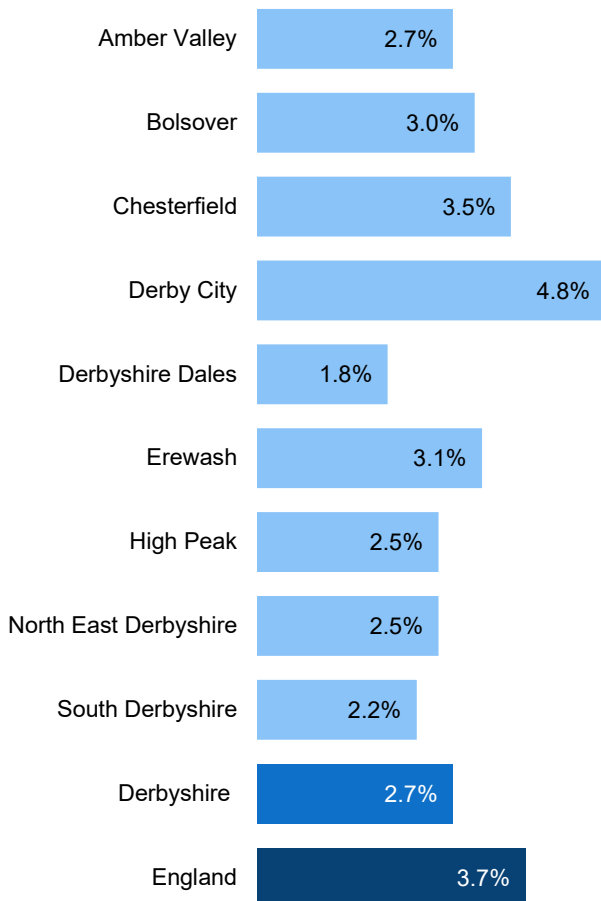 Amber Valley 2.7%
Bolsover 3.0%
Chesterfield 3.5%
Derby City 4.8%
Derbyshire Dales 1.8%
Erewash 3.1%
High Peak 2.5%
North East Derbyshire 2.5%
South Derbyshire 2.2%
Derbyshire 2.7%
England 3.7%